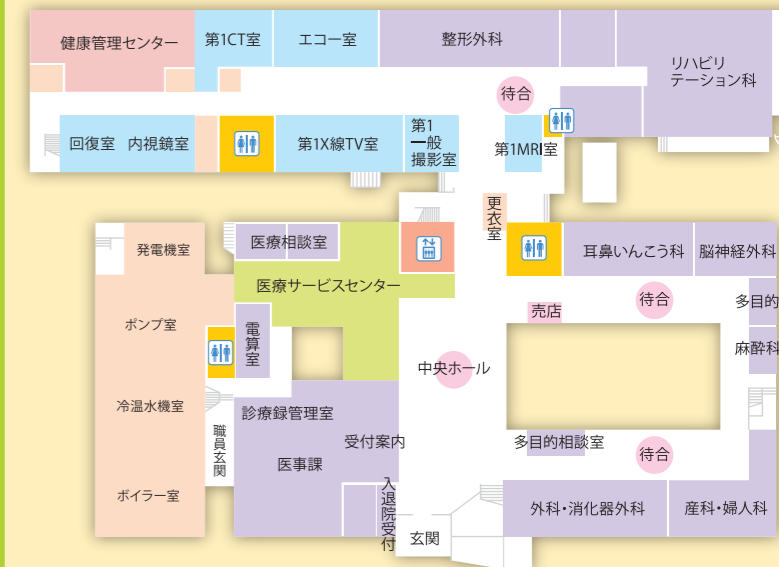 健康管理センター
第1CT室
エコー室
整形外科
リハビリ
テーション科
待合
回復室
内視鏡室
第1X線TV室
第1
一般
撮影室
第1MRI室
更衣室
発電機室
医療相談室
耳鼻いんこう科
脳神経外科
医療サービスセンター
待合
多目的
売店
ポンプ室
電算室
麻酔科
中央ホール
冷温水機室
診療録管理室
職員玄関
受付案内
多目的相談室
待合
医事課
ボイラー室
入退院受付
外科・消化器外科
産科・婦人科
玄関